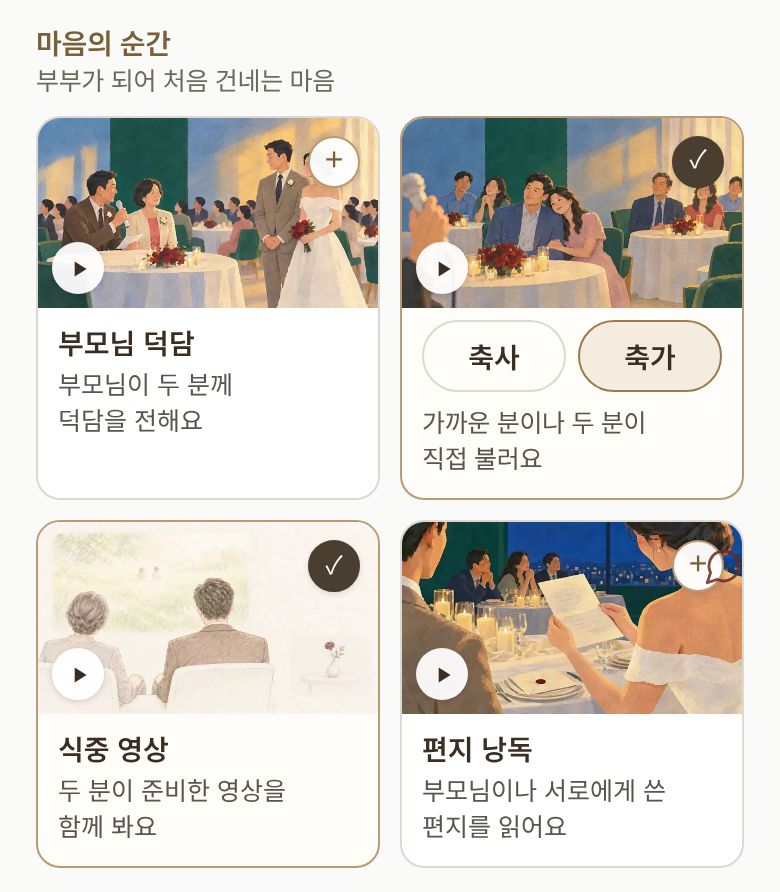 마음의 순간
부부가 되어 처음 건네는 마음
부모님 덕담
부모님이 두 분께
덕담을 전해요
축사
축가
가까운 분이나 두 분이
직접 불러요
식중 영상
두 분이 준비한 영상을
함께 봐요
편지 낭독
부모님이나 서로에게 쓴
편지를 읽어요